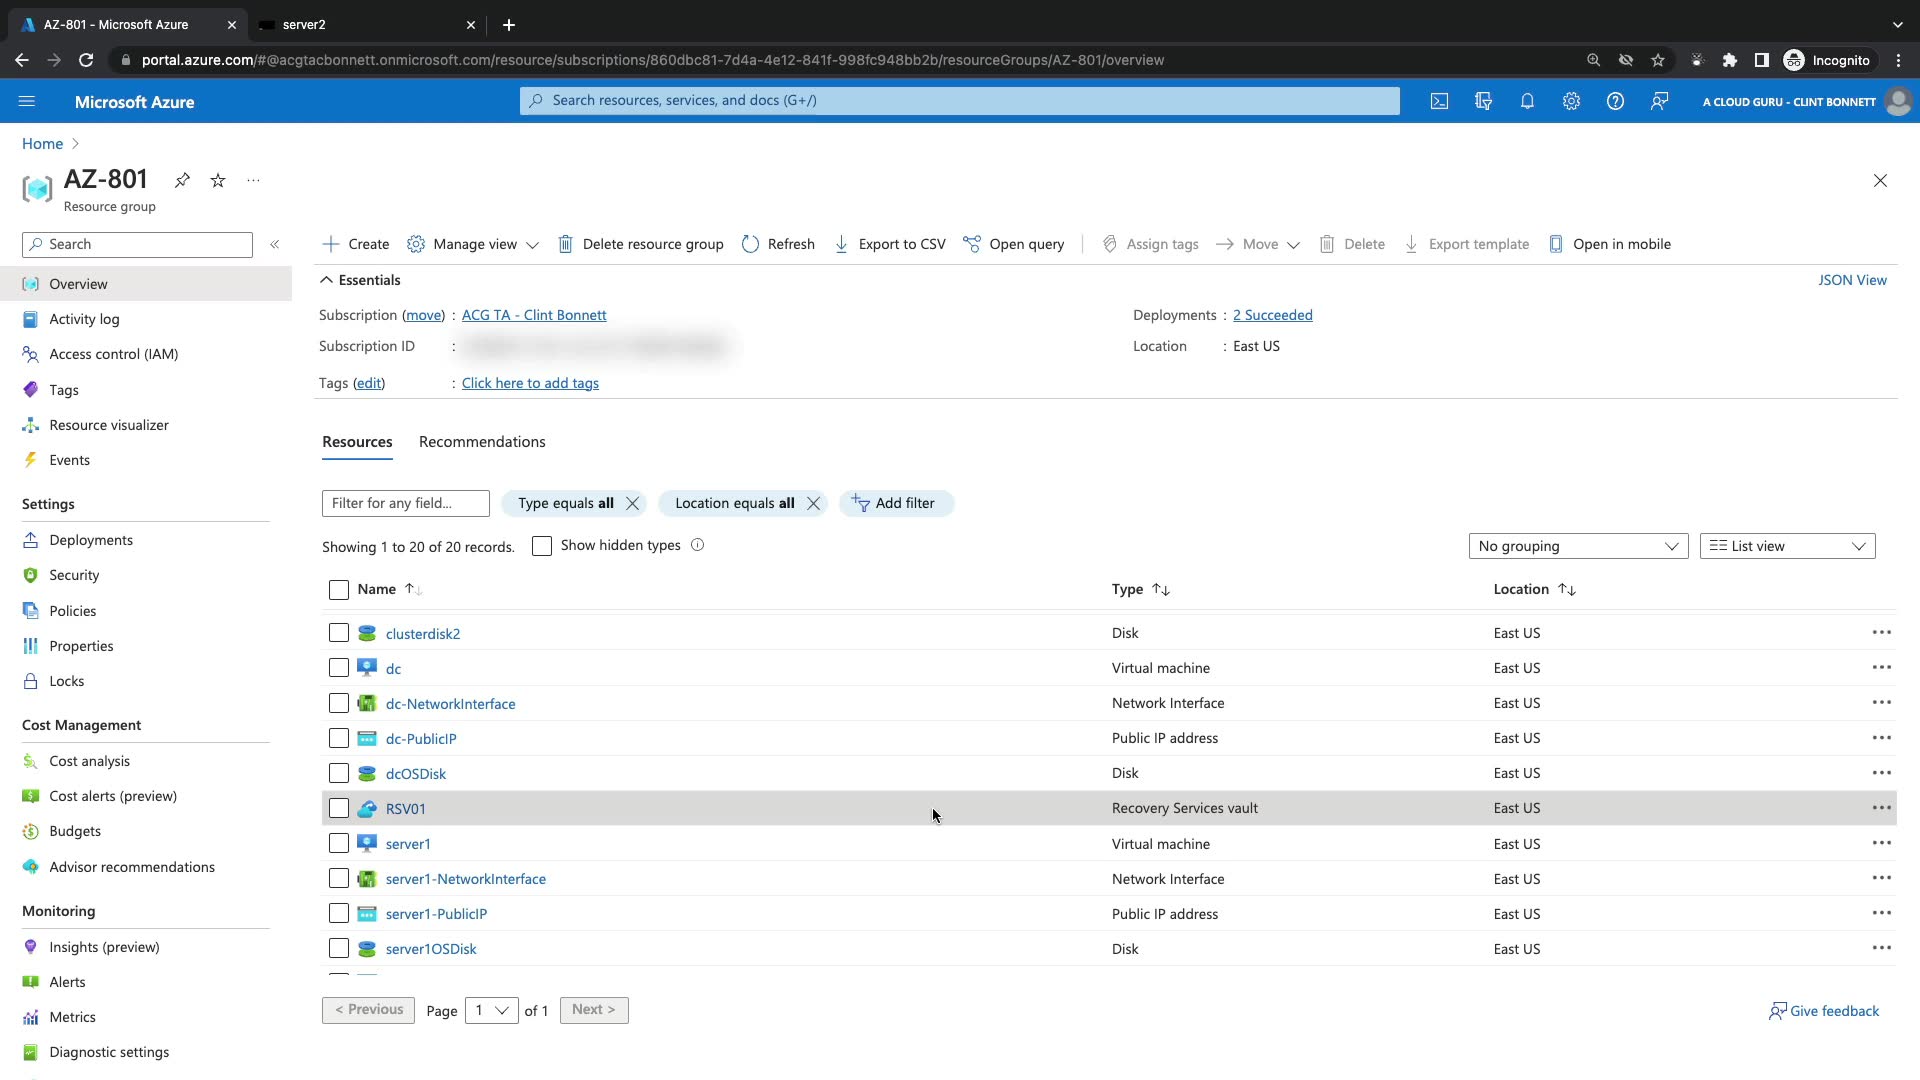 AZ-801 - Microsoft Azure
server2
portal.azure.com/#@acgtacbonnett.onmicrosoft.com/resource/subscriptions/860dbc81-7d4a-4e12-841f-998fc948bb2b/resourceGroups/AZ-801/overview
Incognito
Microsoft Azure
Search resources, services, and docs (G+/)
A CLOUD GURU - CLINT BONNETT
Home
AZ-801
Resource group
Search
Overview
Activity log
Access control (IAM)
Tags
Resource visualizer
Events
Settings
Deployments
Security
Policies
Properties
Locks
Cost Management
Cost analysis
Cost alerts (preview)
Budgets
Advisor recommendations
Monitoring
Insights (preview)
Alerts
Metrics
Diagnostic settings
Create Manage view Delete resource group Refresh Export to CSV Open query Assign tags Move Delete Export template Open in mobile
Essentials
JSON View
Subscription (move) : ACG TA - Clint Bonnett
Deployments : 2 Succeeded
Subscription ID :
Location : East US
Tags (edit) : Click here to add tags
Resources Recommendations
Filter for any field...
Type equals all
Location equals all
Add filter
Showing 1 to 20 of 20 records.
Show hidden types
No grouping
List view
Name Type Location
clusterdisk2 Disk East US
dc Virtual machine East US
dc-NetworkInterface Network Interface East US
dc-PublicIP Public IP address East US
dcOSDisk Disk East US
RSV01 Recovery Services vault East US
server1 Virtual machine East US
server1-NetworkInterface Network Interface East US
server1-PublicIP Public IP address East US
server1OSDisk Disk East US
< Previous Page 1 of 1 Next >
Give feedback